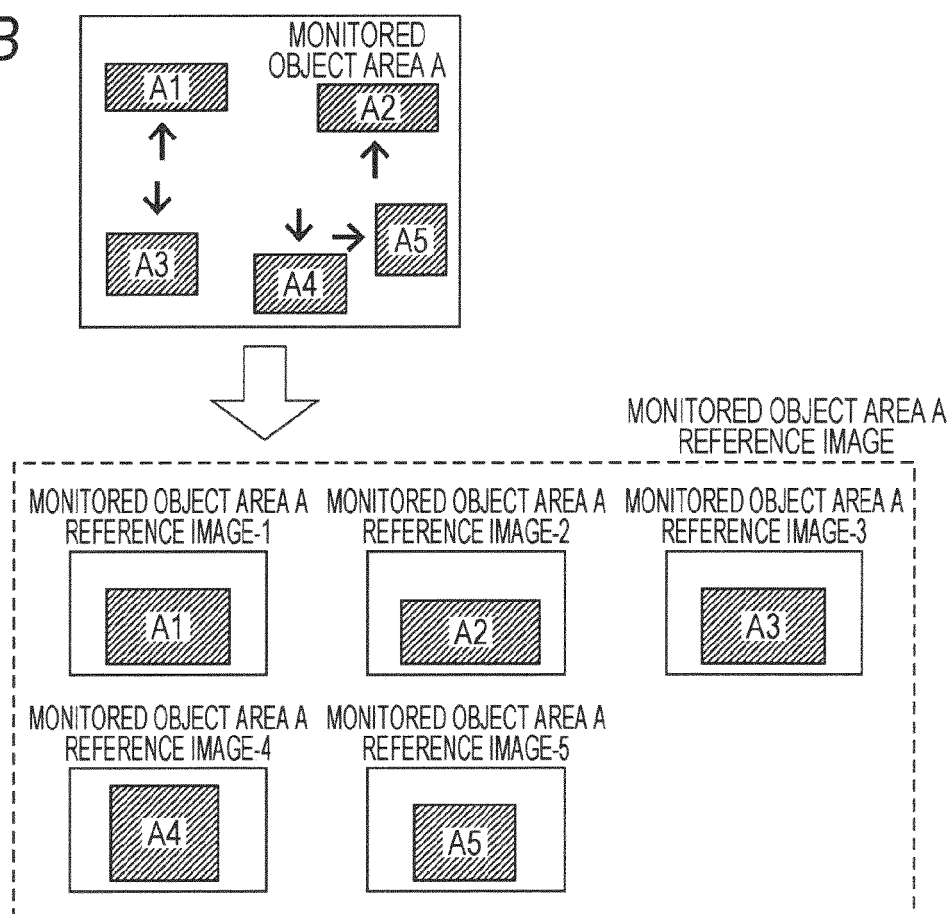 B
MONITORED
OBJECT AREA A
A1
A2
A3
A4
A5
MONITORED OBJECT AREA A
REFERENCE IMAGE
MONITORED OBJECT AREA A
REFERENCE IMAGE-1
A1
MONITORED OBJECT AREA A
REFERENCE IMAGE-2
A2
MONITORED OBJECT AREA A
REFERENCE IMAGE-3
A3
MONITORED OBJECT AREA A
REFERENCE IMAGE-4
A4
MONITORED OBJECT AREA A
REFERENCE IMAGE-5
A5